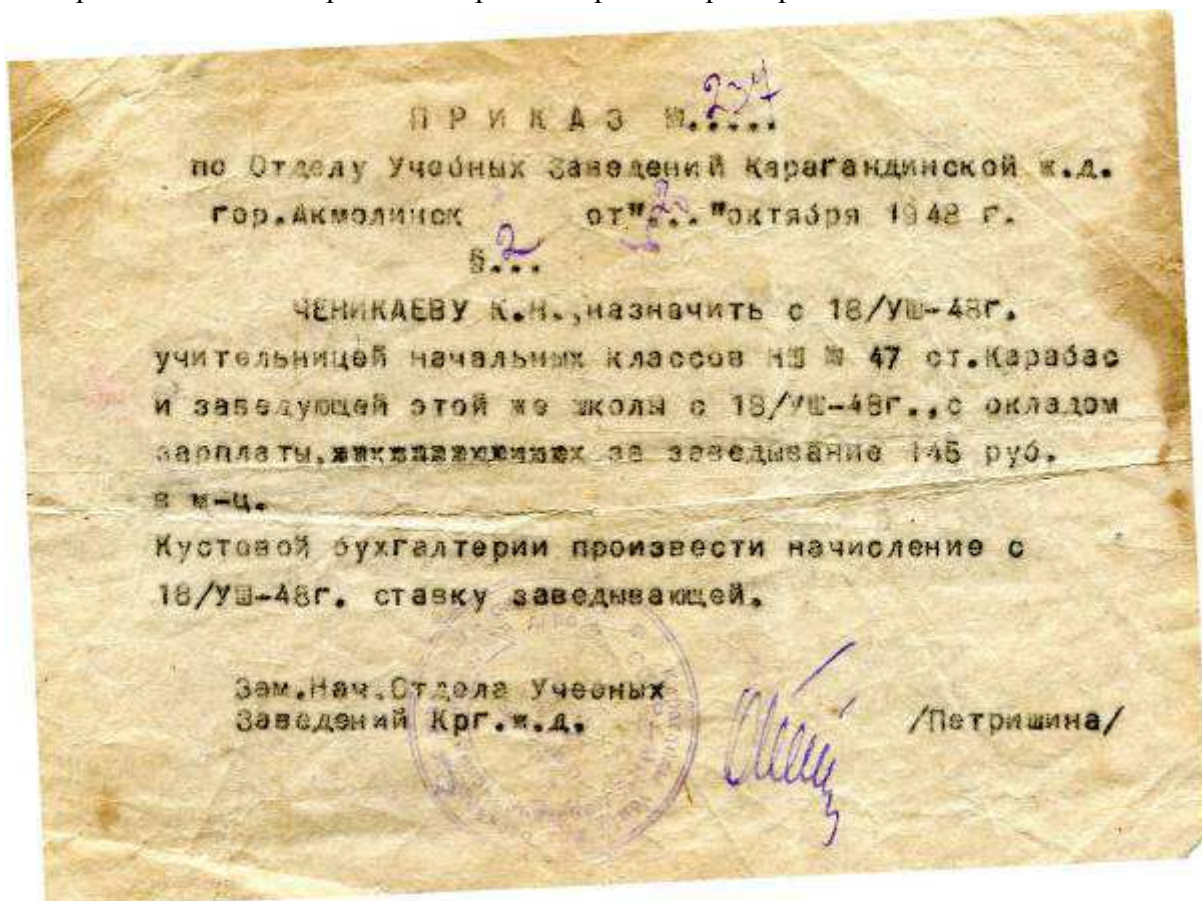 П Р И К А З №..... 234
по Отделу Учебных Заведений Карагандинской ж.д.
гор.Акмолинск от"2..."октября 1948 г.
§... 2
ЧЕНИКАЕВУ К.Н.,назначить с 18/УШ-48г.
учительницей начальных классов НШ № 47 ст.Карабас
и заведующей этой же школы с 18/УШ-48г.,с окладом
зарплаты, за заведывание 145 руб.
в м-ц.
Кустовой бухгалтерии произвести начисление с
18/УШ-48г. ставку заведывающей.
Зам.Нач.Отдела Учебных
Заведений Крг.ж.д. /Петришина/